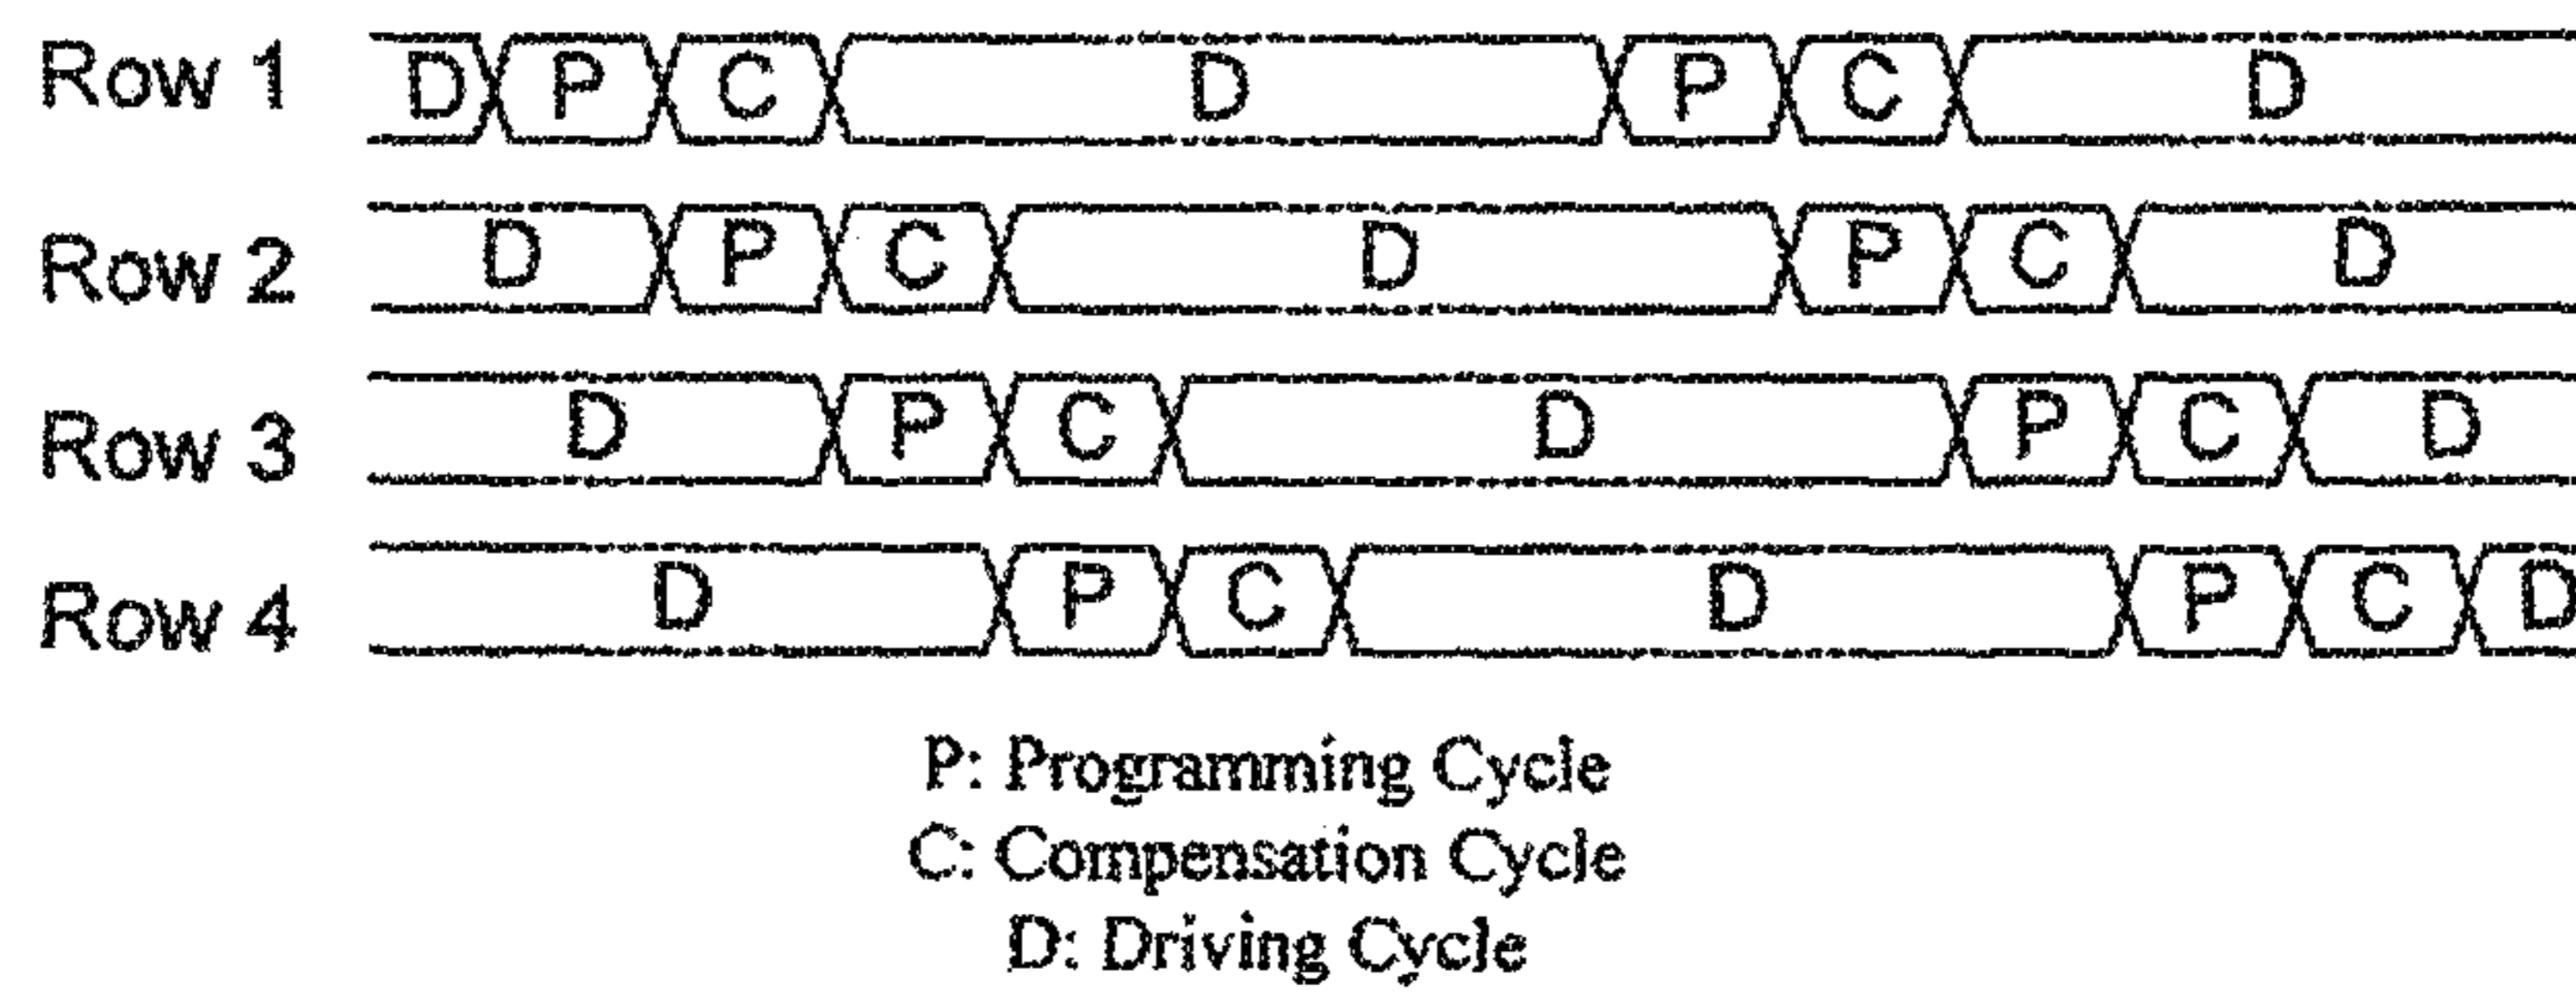 Row 1 D P C D P C D
Row 2 D P C D P C D
Row 3 D P C D P C D
Row 4 D P C D P C D
P: Programming Cycle
C: Compensation Cycle
D: Driving Cycle